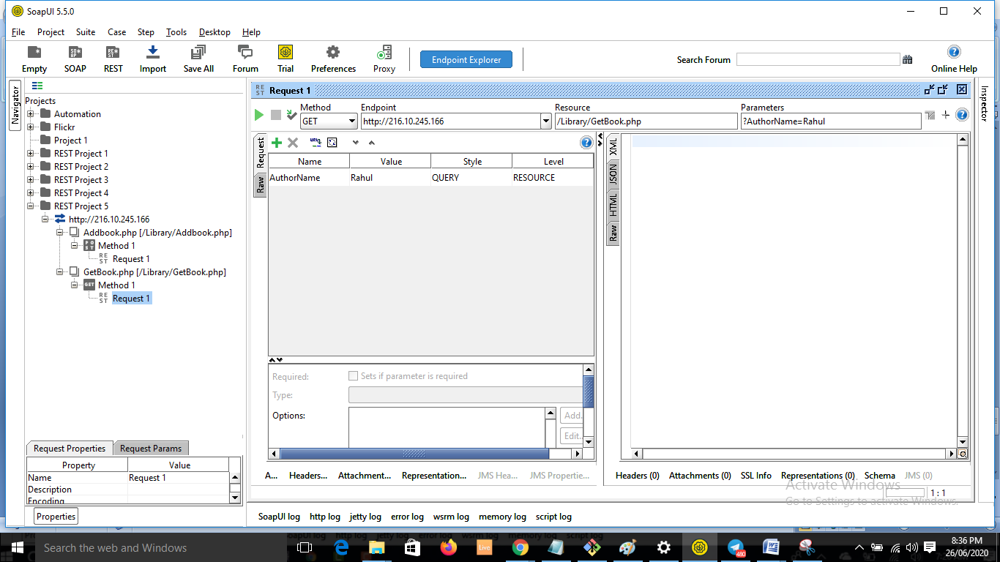 SoapUI 5.5.0
File Project Suite Case Step Tools Desktop Help
Empty SOAP REST Import Save All Forum Trial Preferences Proxy Endpoint Explorer Search Forum Online Help
Navigator
Projects
Automation
Flickr
Project 1
REST Project 1
REST Project 2
REST Project 3
REST Project 4
REST Project 5
http://216.10.245.166
Addbook.php [/Library/Addbook.php]
POST Method 1
REST Request 1
GetBook.php [/Library/GetBook.php]
GET Method 1
REST Request 1
Request Properties Request Params
Property Value
Name Request 1
Description
Encoding
Properties
REST Request 1
Method Endpoint Resource Parameters
GET http://216.10.245.166 /Library/GetBook.php ?AuthorName=Rahul
Request
Raw
Name Value Style Level
AuthorName Rahul QUERY RESOURCE
Required: Sets if parameter is required
Type:
Options: Add..
Edit..
A... Headers... Attachment... Representation... JMS Hea... JMS Propertie...
XML
JSON
HTML
Raw
Headers (0) Attachments (0) SSL Info Representations (0) Schema JMS (0)
Activate Windows
Go to Settings to activate Windows.
1 : 1
Inspector
SoapUI log http log jetty log error log wsrm log memory log script log
Search the web and Windows
Live
480
8:36 PM
26/06/2020